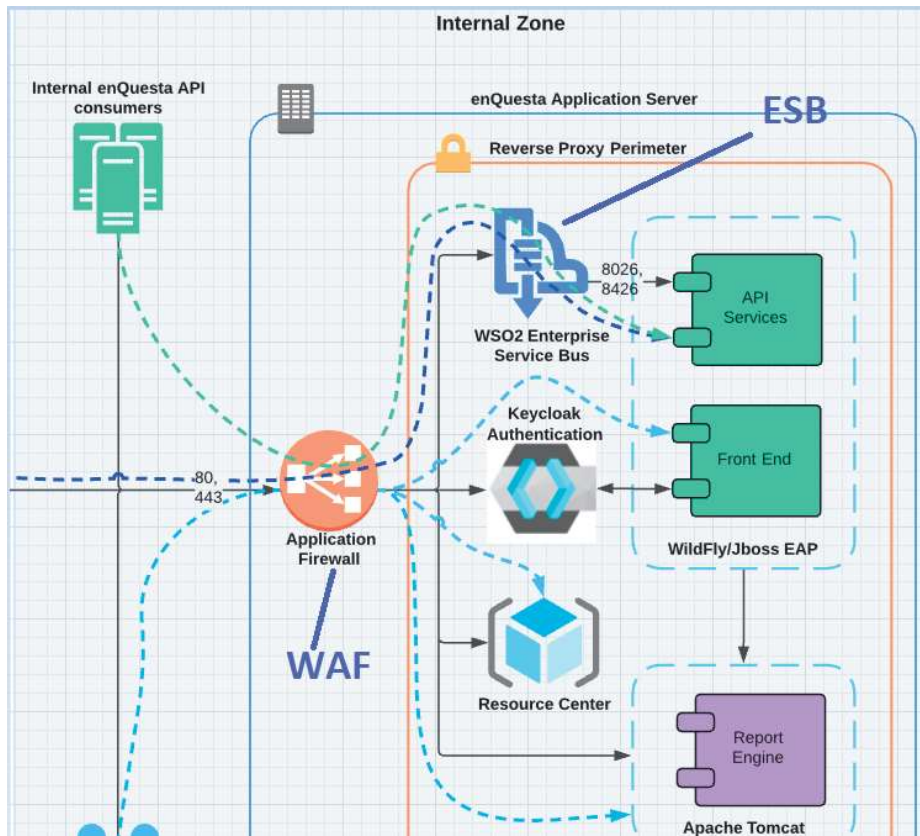 Internal Zone
Internal enQuesta API
consumers
enQuesta Application Server
ESB
Reverse Proxy Perimeter
8026,
8426
API
Services
WSO2 Enterprise
Service Bus
Keycloak
Authentication
Front End
80,
443
Application
Firewall
WildFly/Jboss EAP
WAF
Resource Center
Report
Engine
Apache Tomcat